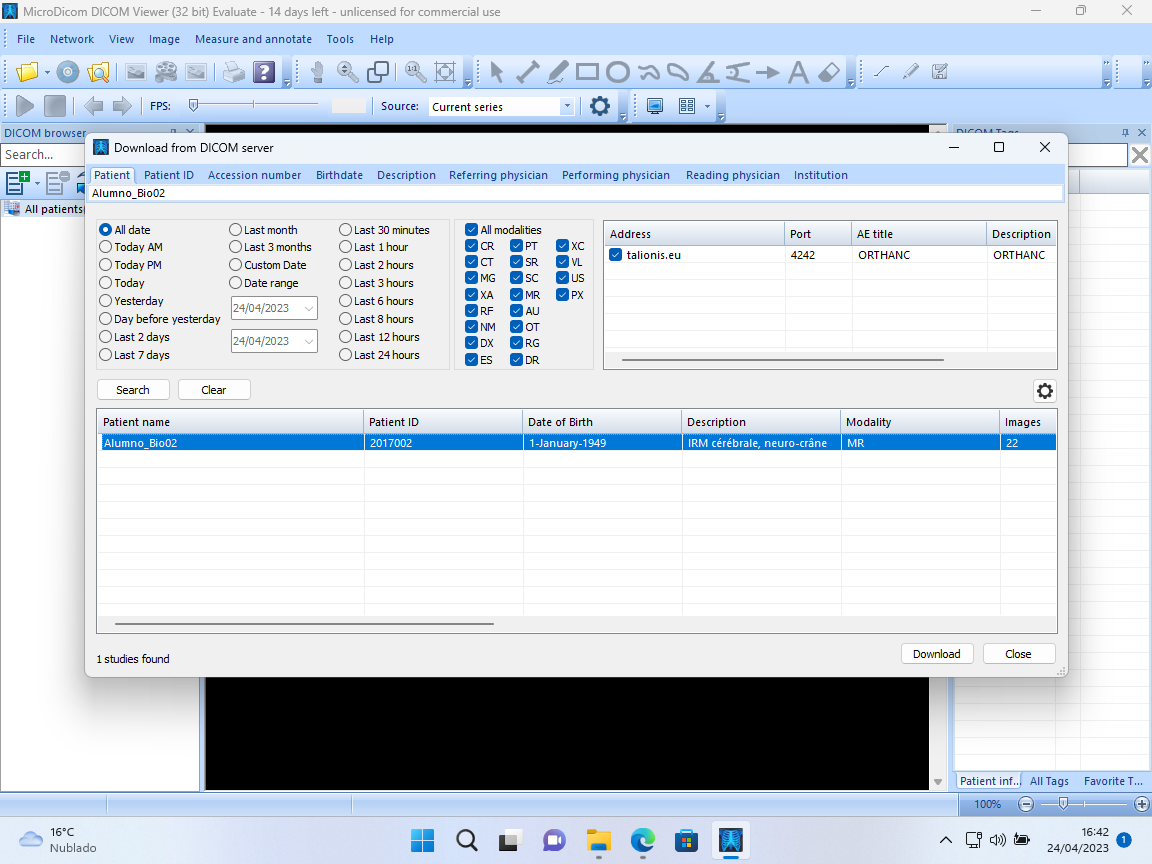 MicroDicom DICOM Viewer (32 bit) Evaluate - 14 days left - unlicensed for commercial use
File Network View Image Measure and annotate Tools Help
1:1
FPS: Source: Current series
DICOM browser
DICOM Tags
Search...
All patients
Download from DICOM server
Patient Patient ID Accession number Birthdate Description Referring physician Performing physician Reading physician Institution
Alumno_Bio02
All date Last month Last 30 minutes
Today AM Last 3 months Last 1 hour
Today PM Custom Date Last 2 hours
Today Date range Last 3 hours
Yesterday 24/04/2023 Last 6 hours
Day before yesterday Last 8 hours
Last 2 days 24/04/2023 Last 12 hours
Last 7 days Last 24 hours
All modalities
CR PT XC
CT SR VL
MG SC US
XA MR PX
RF AU
NM OT
DX RG
ES DR
Address Port AE title Description
talionis.eu 4242 ORTHANC ORTHANC
Search Clear
Patient name Patient ID Date of Birth Description Modality Images
Alumno_Bio02 2017002 1-January-1949 IRM cérébrale, neuro-crâne MR 22
1 studies found
Download Close
Patient inf... All Tags Favorite T...
100%
16°C
Nublado
16:42
24/04/2023
1